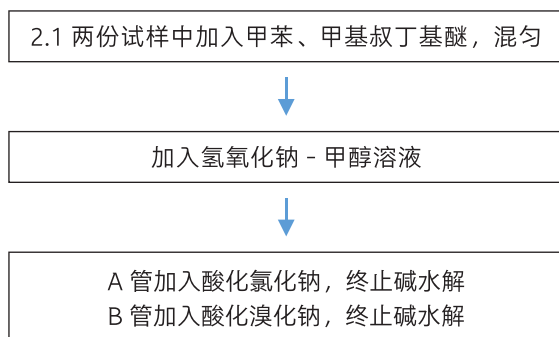 2.1 两份试样中加入甲苯、甲基叔丁基醚，混匀
加入氢氧化钠 - 甲醇溶液
A 管加入酸化氯化钠，终止碱水解
B 管加入酸化溴化钠，终止碱水解